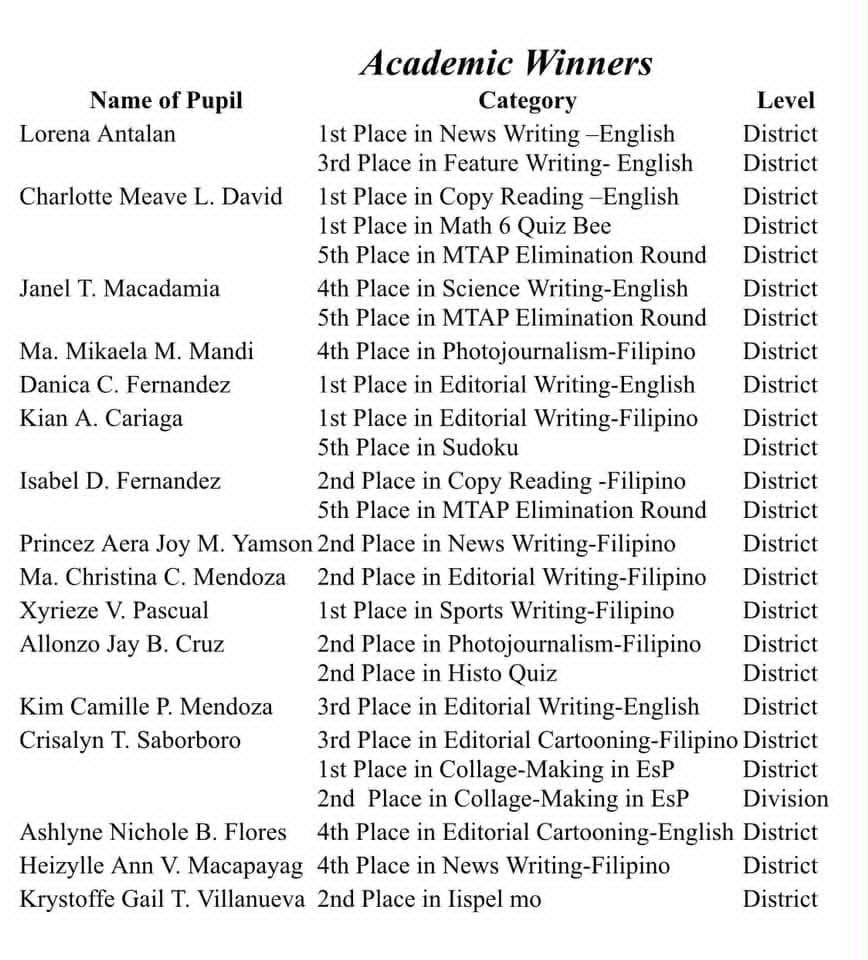 Academic Winners
Name of Pupil Category Level
Lorena Antalan 1st Place in News Writing –English District
3rd Place in Feature Writing- English District
Charlotte Meave L. David 1st Place in Copy Reading –English District
1st Place in Math 6 Quiz Bee District
5th Place in MTAP Elimination Round District
Janel T. Macadamia 4th Place in Science Writing-English District
5th Place in MTAP Elimination Round District
Ma. Mikaela M. Mandi 4th Place in Photojournalism-Filipino District
Danica C. Fernandez 1st Place in Editorial Writing-English District
Kian A. Cariaga 1st Place in Editorial Writing-Filipino District
5th Place in Sudoku District
Isabel D. Fernandez 2nd Place in Copy Reading -Filipino District
5th Place in MTAP Elimination Round District
Princez Aera Joy M. Yamson 2nd Place in News Writing-Filipino District
Ma. Christina C. Mendoza 2nd Place in Editorial Writing-Filipino District
Xyrieze V. Pascual 1st Place in Sports Writing-Filipino District
Allonzo Jay B. Cruz 2nd Place in Photojournalism-Filipino District
2nd Place in Histo Quiz District
Kim Camille P. Mendoza 3rd Place in Editorial Writing-English District
Crisalyn T. Saborboro 3rd Place in Editorial Cartooning-Filipino District
1st Place in Collage-Making in EsP District
2nd  Place in Collage-Making in EsP Division
Ashlyne Nichole B. Flores 4th Place in Editorial Cartooning-English District
Heizylle Ann V. Macapayag 4th Place in News Writing-Filipino District
Krystoffe Gail T. Villanueva 2nd Place in Iispel mo District